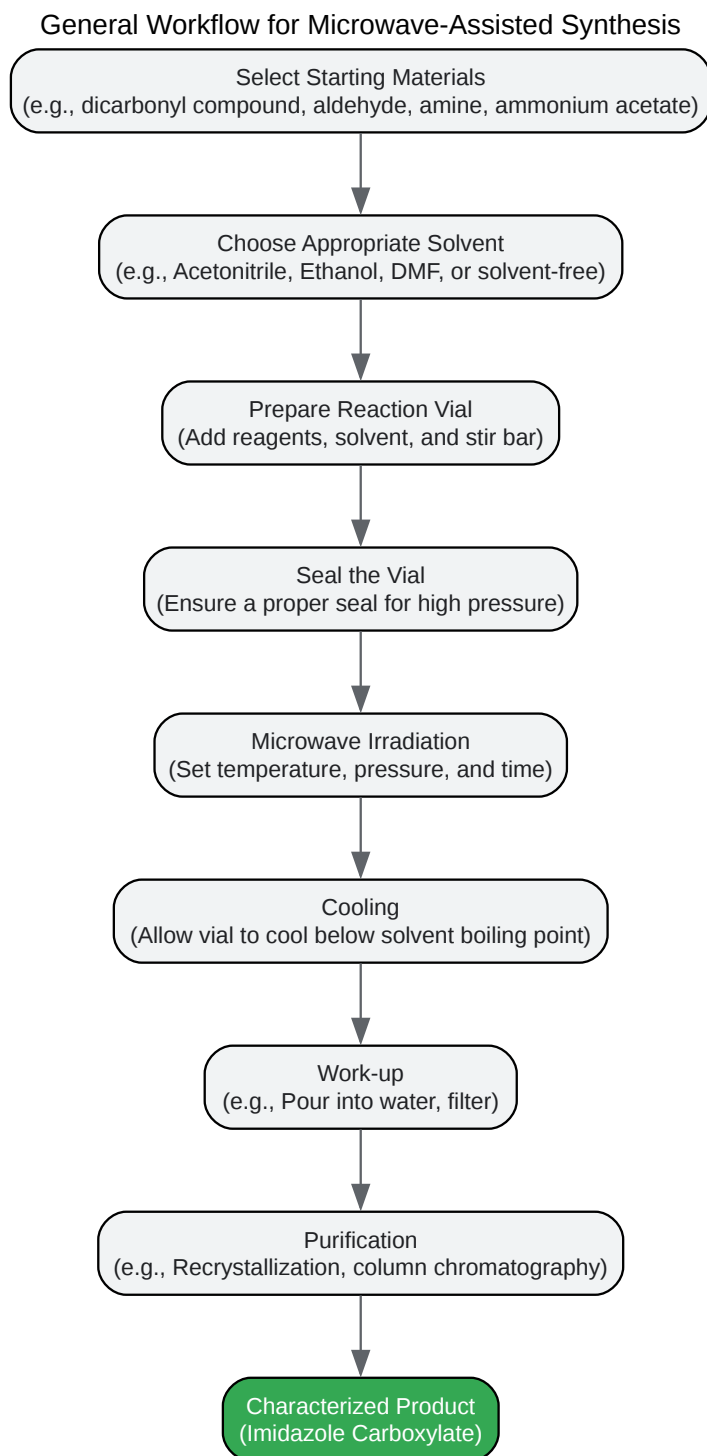 General Workflow for Microwave-Assisted Synthesis
Select Starting Materials
(e.g., dicarbonyl compound, aldehyde, amine, ammonium acetate)
Choose Appropriate Solvent
(e.g., Acetonitrile, Ethanol, DMF, or solvent-free)
Prepare Reaction Vial
(Add reagents, solvent, and stir bar)
Seal the Vial
(Ensure a proper seal for high pressure)
Microwave Irradiation
(Set temperature, pressure, and time)
Cooling
(Allow vial to cool below solvent boiling point)
Work-up
(e.g., Pour into water, filter)
Purification
(e.g., Recrystallization, column chromatography)
Characterized Product
(Imidazole Carboxylate)